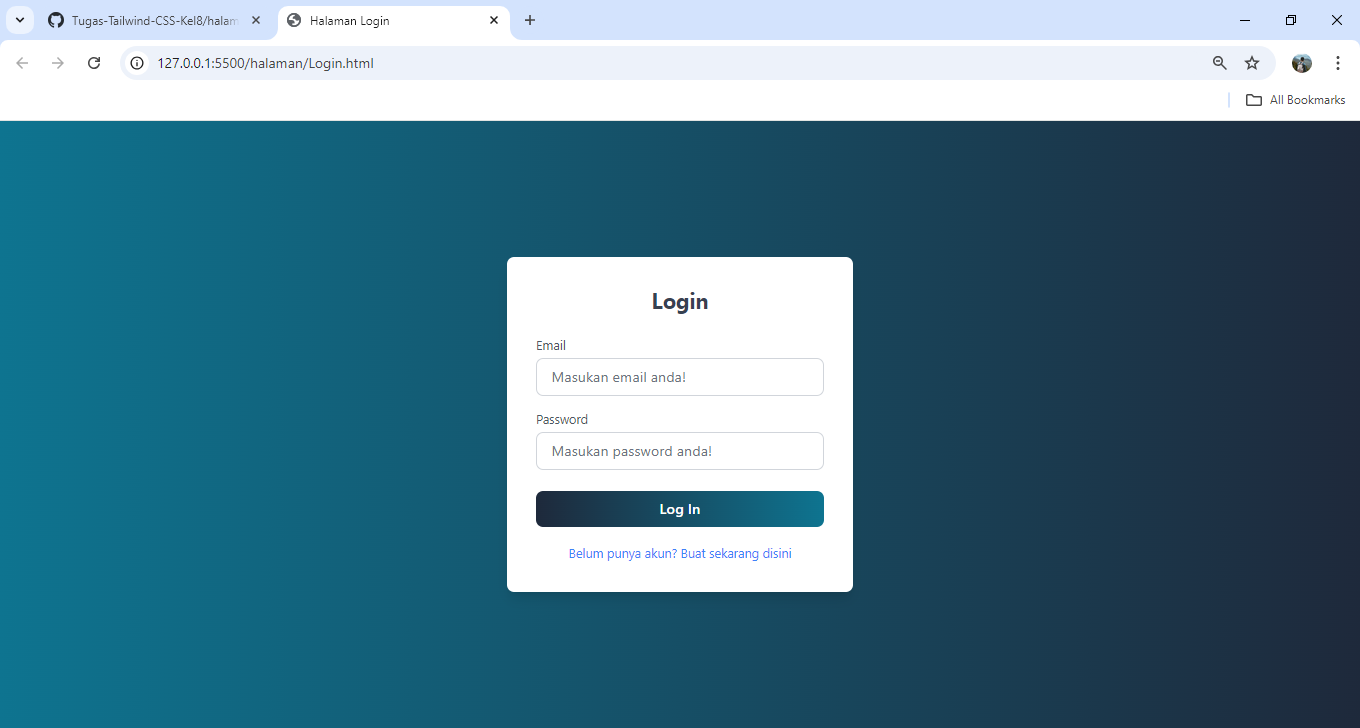 Tugas-Tailwind-CSS-Kel8/halam
Halaman Login
127.0.0.1:5500/halaman/Login.html
All Bookmarks
Login
Email
Masukan email anda!
Password
Masukan password anda!
Log In
Belum punya akun? Buat sekarang disini